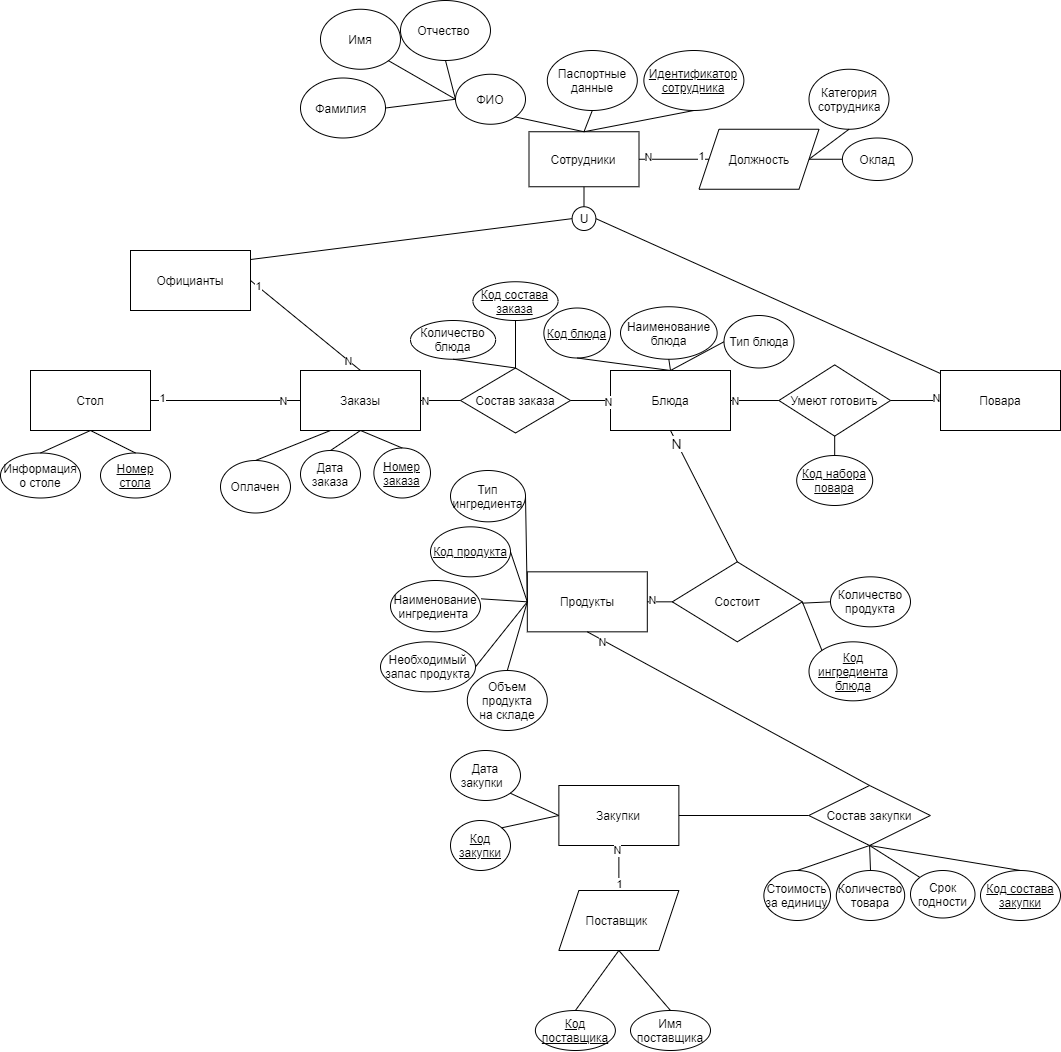 Отчество
Имя
Фамилия
ФИО
Паспортные
данные
Идентификатор
сотрудника
Категория
сотрудника
Сотрудники
N
1
Должность
Оклад
U
Официанты
1
N
Код состава
заказа
Количество
блюда
Код блюда
Наименование
блюда
Тип блюда
Стол
1
N
Заказы
N
Состав заказа
N
Блюда
N
Умеют готовить
N
Повара
Информация
о столе
Номер
стола
Оплачен
Дата
заказа
Номер
заказа
N
Код набора
повара
Тип
ингредиента
Код продукта
Наименование
ингредиента
Необходимый
запас продукта
Объем
продукта
на складе
Продукты
N
Состоит
Количество
продукта
Код
ингредиента
блюда
N
Дата
закупки
Код
закупки
Закупки
Состав закупки
N
1
Стоимость
за единицу
Количество
товара
Срок
годности
Код состава
закупки
Поставщик
Код
поставщика
Имя
поставщика